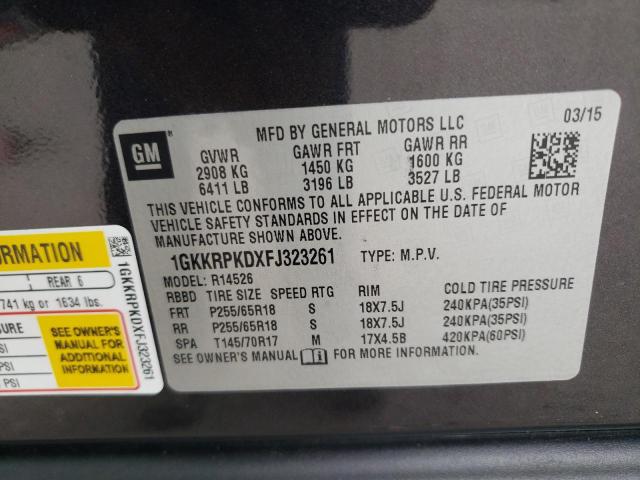 GM
MFD BY GENERAL MOTORS LLC
03/15
GVWR GAWR FRT GAWR RR
2908 KG 1450 KG 1600 KG
6411 LB 3196 LB 3527 LB
THIS VEHICLE CONFORMS TO ALL APPLICABLE U.S. FEDERAL MOTOR
VEHICLE SAFETY STANDARDS IN EFFECT ON THE DATE OF
MANUFACTURE SHOWN ABOVE.
1GKKRPKDXFJ323261 TYPE: M.P.V.
MODEL: R14526
RBBD TIRE SIZE SPEED RTG RIM COLD TIRE PRESSURE
FRT P255/65R18 S 18X7.5J 240KPA(35PSI)
RR P255/65R18 S 18X7.5J 240KPA(35PSI)
SPA T145/70R17 M 17X4.5B 420KPA(60PSI)
SEE OWNER'S MANUAL FOR MORE INFORMATION
ORMATION
REAR 6
741 kg or 1634 lbs.
SURE
PSI
PSI
SEE OWNER'S
MANUAL FOR
ADDITIONAL
INFORMATION
1GKKRPKDXFJ323261